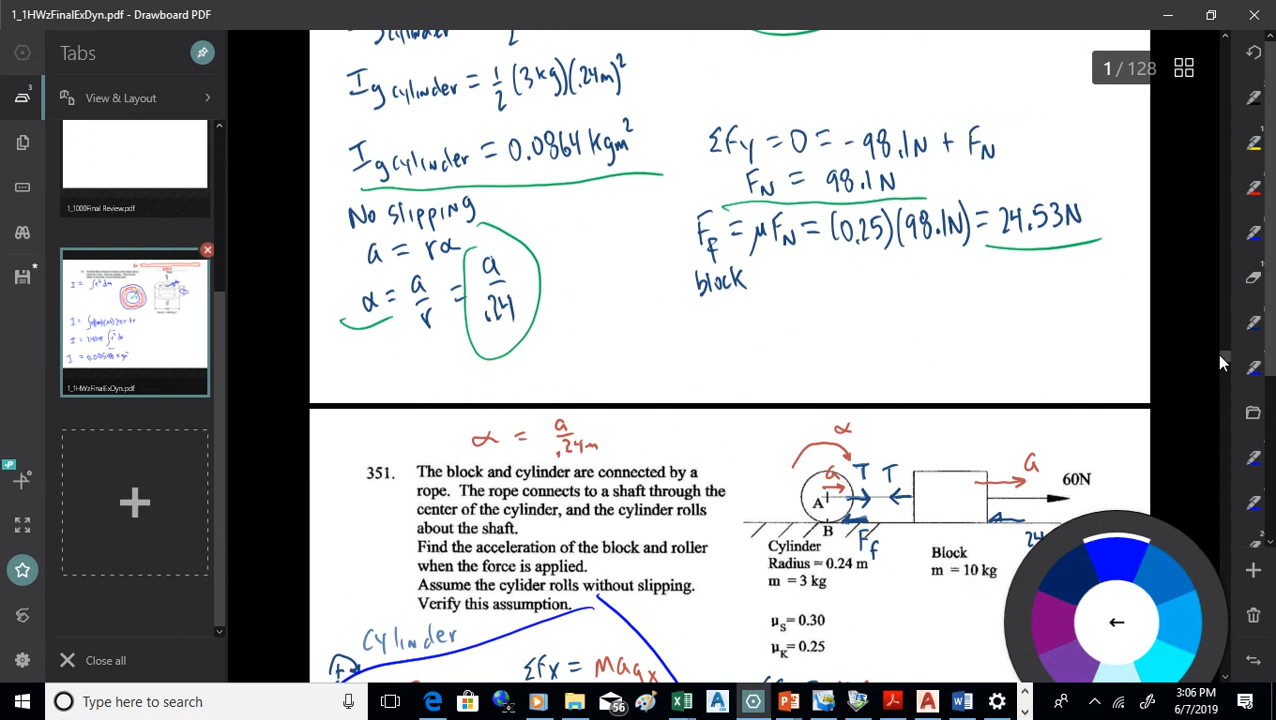 1_1HWzFinalExDyn.pdf - Drawboard PDF
Tabs
View & Layout
1_1000Final Review.pdf
1_1HWzFinalExDyn.pdf
Close all
1 / 128
I g cylinder = 1/2 (3kg)(.24m)²
I g cylinder = 0.0864 kgm²
No slipping
a = rα
α = a/r = a/.24
ΣFy = 0 = -98.1N + FN
FN = 98.1N
Ff = μFN = (0.25)(98.1N) = 24.53N
block
α = a/.24m
351. The block and cylinder are connected by a
rope. The rope connects to a shaft through the
center of the cylinder, and the cylinder rolls
about the shaft.
Find the acceleration of the block and roller
when the force is applied.
Assume the cylider rolls without slipping.
Verify this assumption.
α
a
T T
a
60N
A
B
Ff
24
Cylinder
Radius = 0.24 m
m = 3 kg
Block
m = 10 kg
μS = 0.30
μK = 0.25
Cylinder
ΣFx = magx
Type here to search
56
3:06 PM
6/7/2019